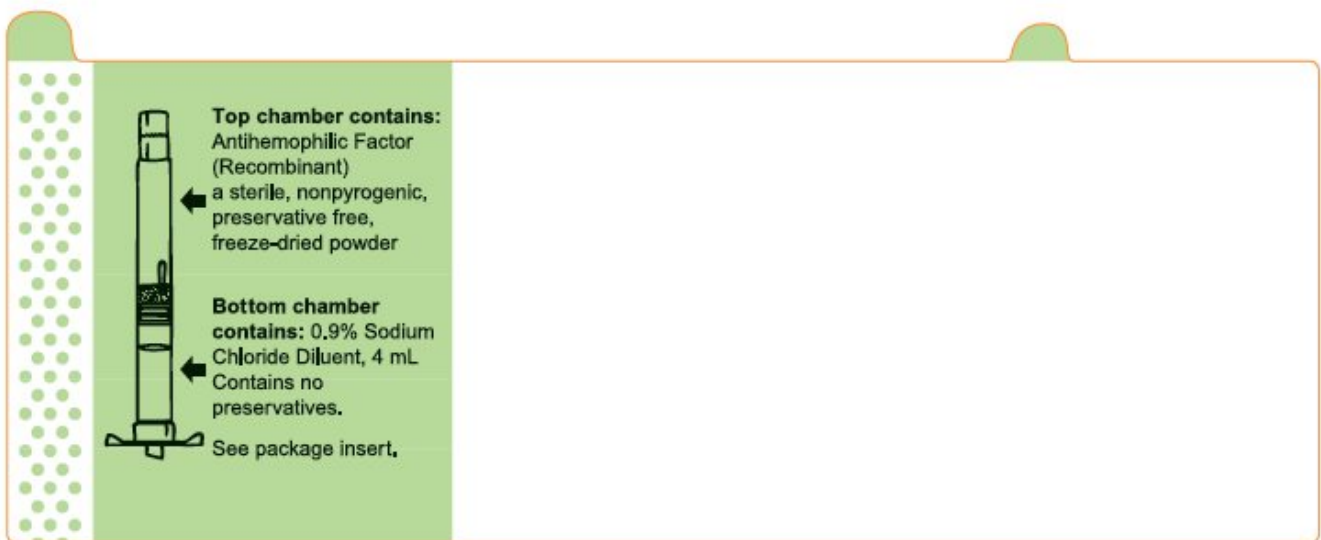 Top chamber contains:
Antihemophilic Factor
(Recombinant)
a sterile, nonpyrogenic,
preservative free,
freeze-dried powder
Bottom chamber
contains: 0.9% Sodium
Chloride Diluent, 4 mL
Contains no
preservatives.
See package insert.